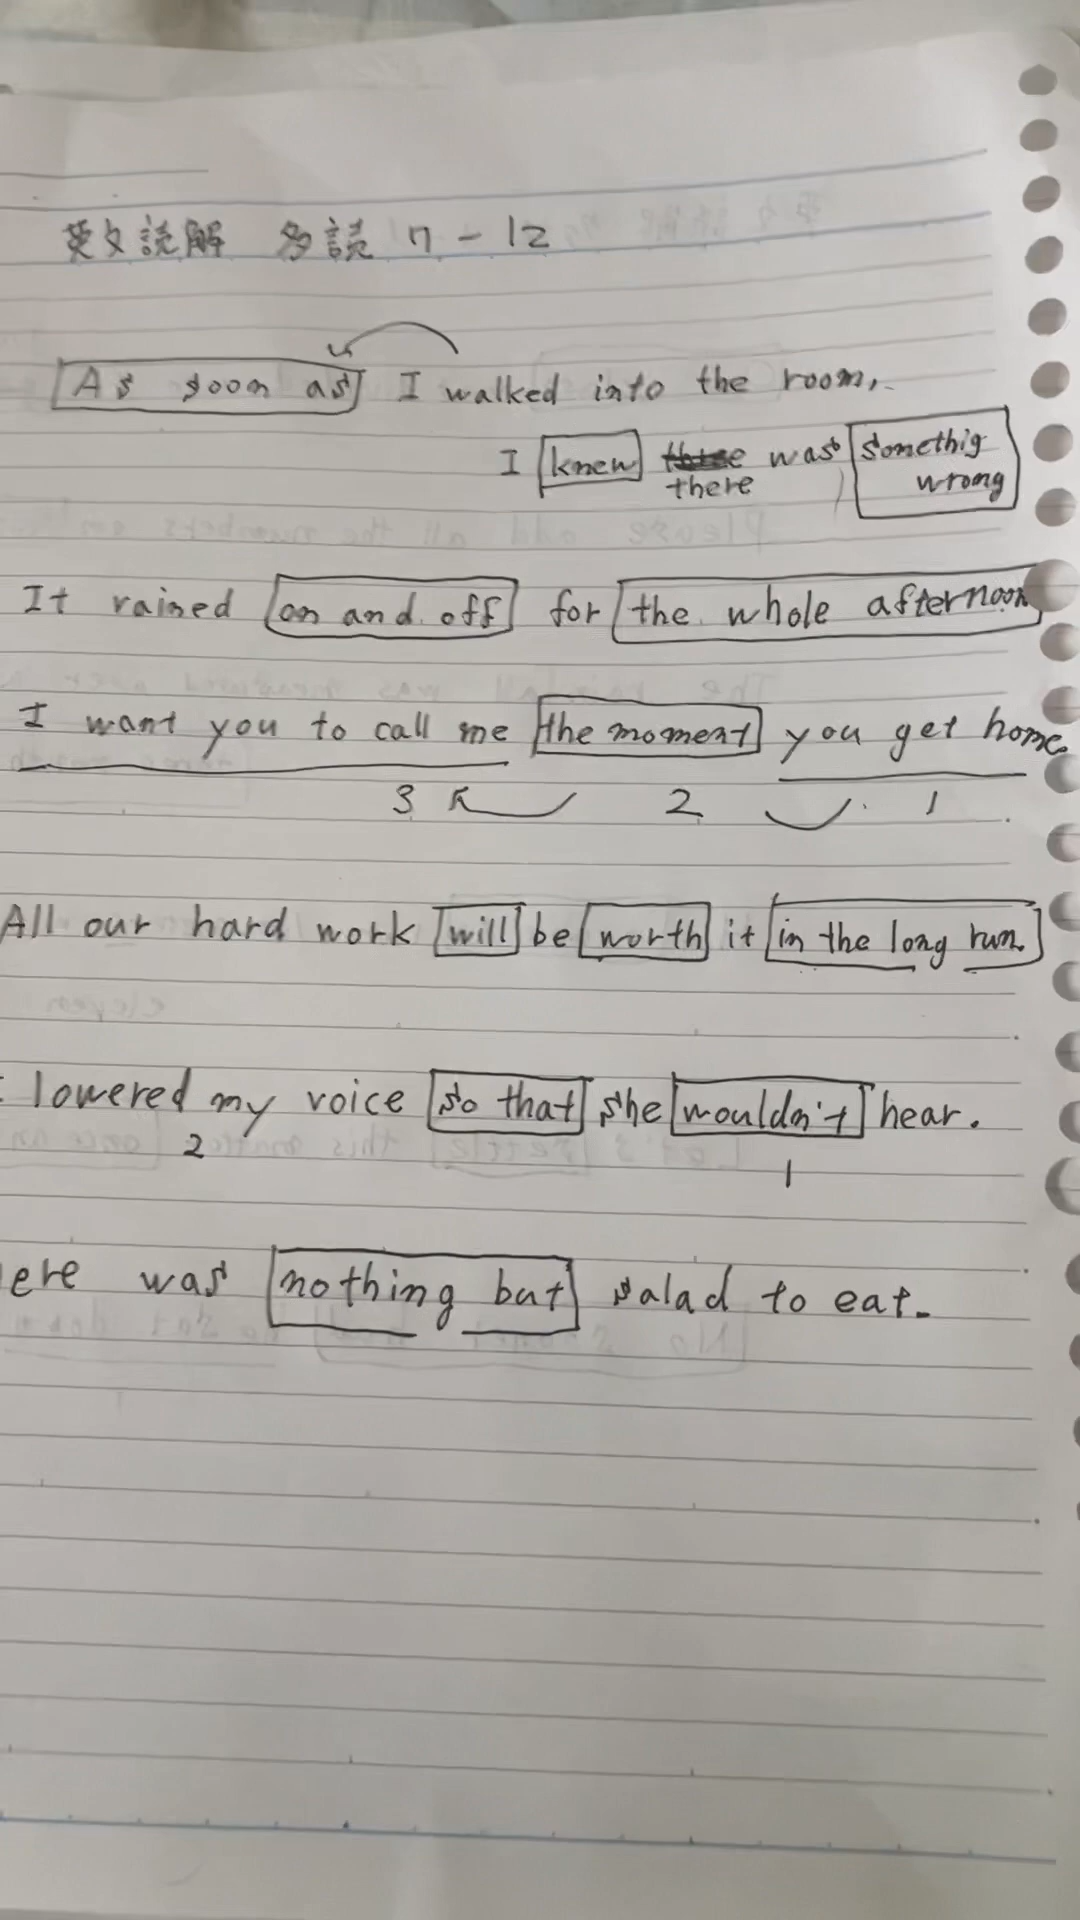 英文読解 多読 7-12
As soon as I walked into the room,
I knew there was somethig
wrong
It rained on and off for the whole afternoon
I want you to call me the moment you get home.
3 2 1
All our hard work will be worth it in the long run.
lowered my voice so that she wouldn't hear.
2 1
ere was nothing but salad to eat.